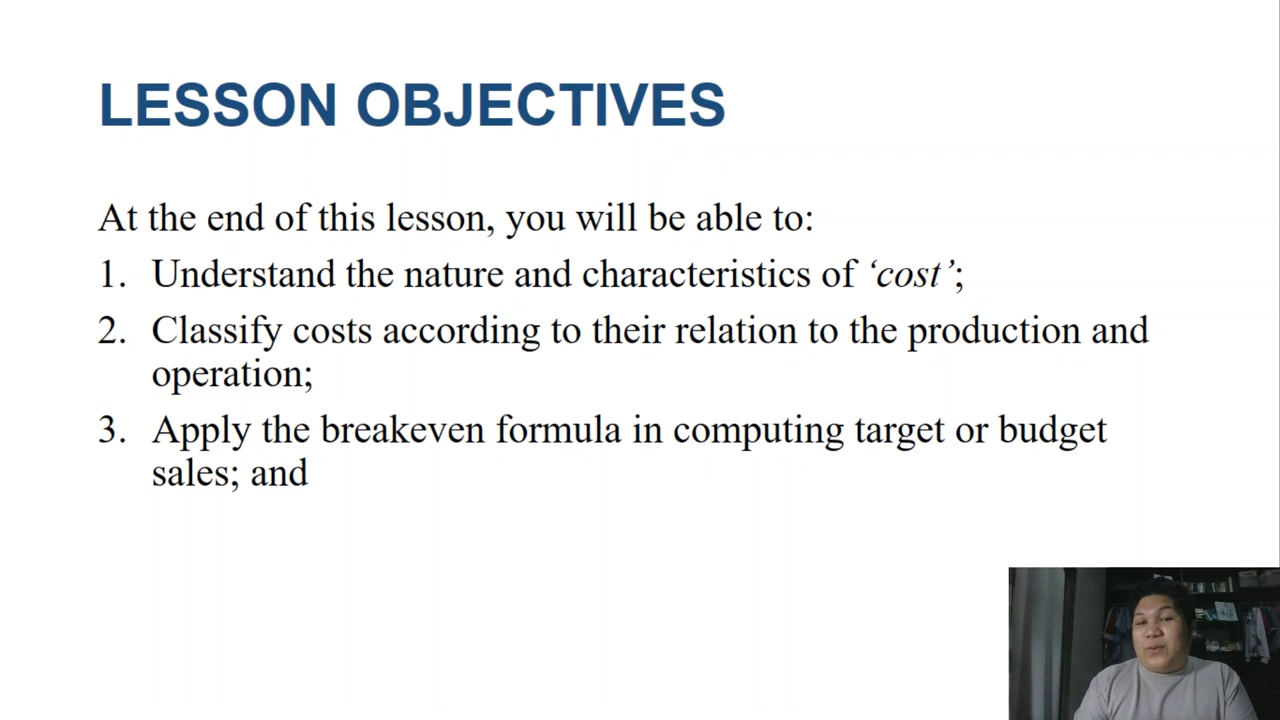 LESSON OBJECTIVES
At the end of this lesson, you will be able to:
1. Understand the nature and characteristics of ‘cost’;
2. Classify costs according to their relation to the production and
operation;
3. Apply the breakeven formula in computing target or budget
sales; and